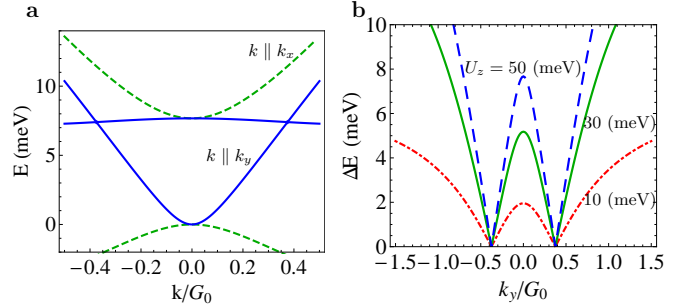 a
E (meV)
10
5
0
k ∥ k_x
k ∥ k_y
−0.4 −0.2 0.0 0.2 0.4
k/G_0
b
ΔE (meV)
10
8
6
4
2
0
U_z = 50 (meV)
30 (meV)
10 (meV)
−1.5 −1.0 −0.5 0.0 0.5 1.0 1.5
k_y/G_0